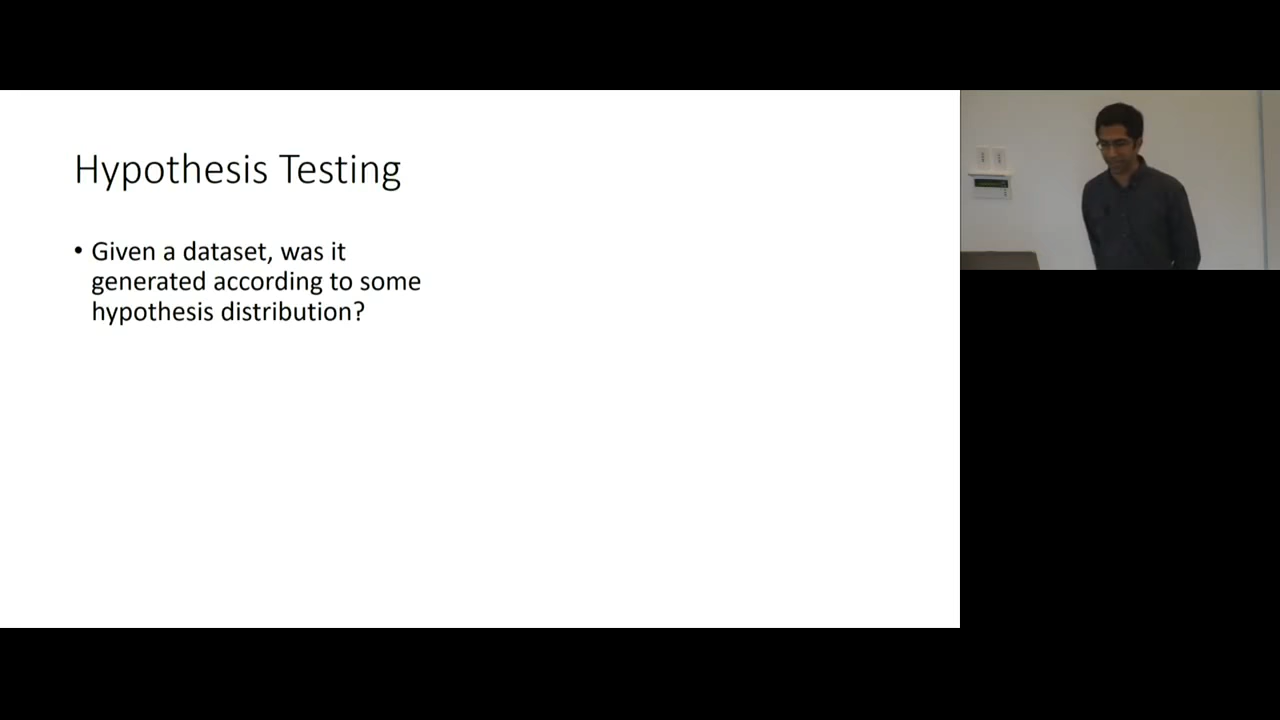 Hypothesis Testing
• Given a dataset, was it
generated according to some
hypothesis distribution?